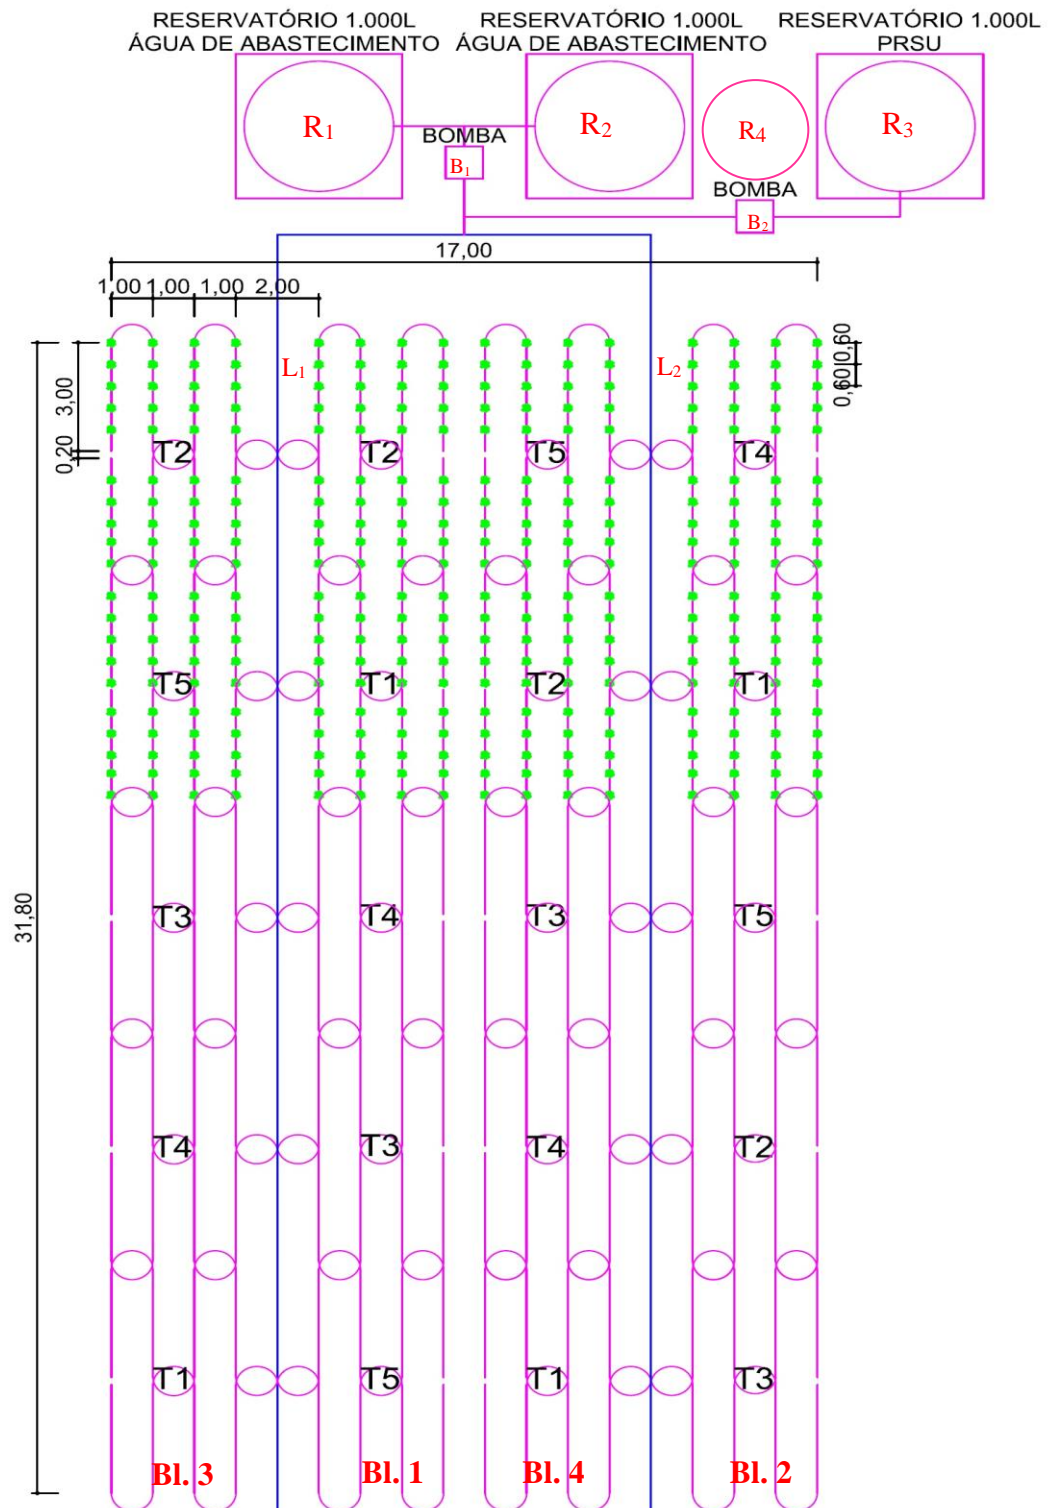 RESERVATÓRIO 1.000L
ÁGUA DE ABASTECIMENTO
RESERVATÓRIO 1.000L
ÁGUA DE ABASTECIMENTO
RESERVATÓRIO 1.000L
PRSU
R1
R2
R4
R3
BOMBA
B1
BOMBA
B2
17,00
1,00 1,00 1,00 2,00
L1
L2
0,60
0,60
3,00
0,20
T2 T2 T5 T4
T5 T1 T2 T1
31,80
T3 T4 T3 T5
T4 T3 T4 T2
T1 T5 T1 T3
Bl. 3 Bl. 1 Bl. 4 Bl. 2